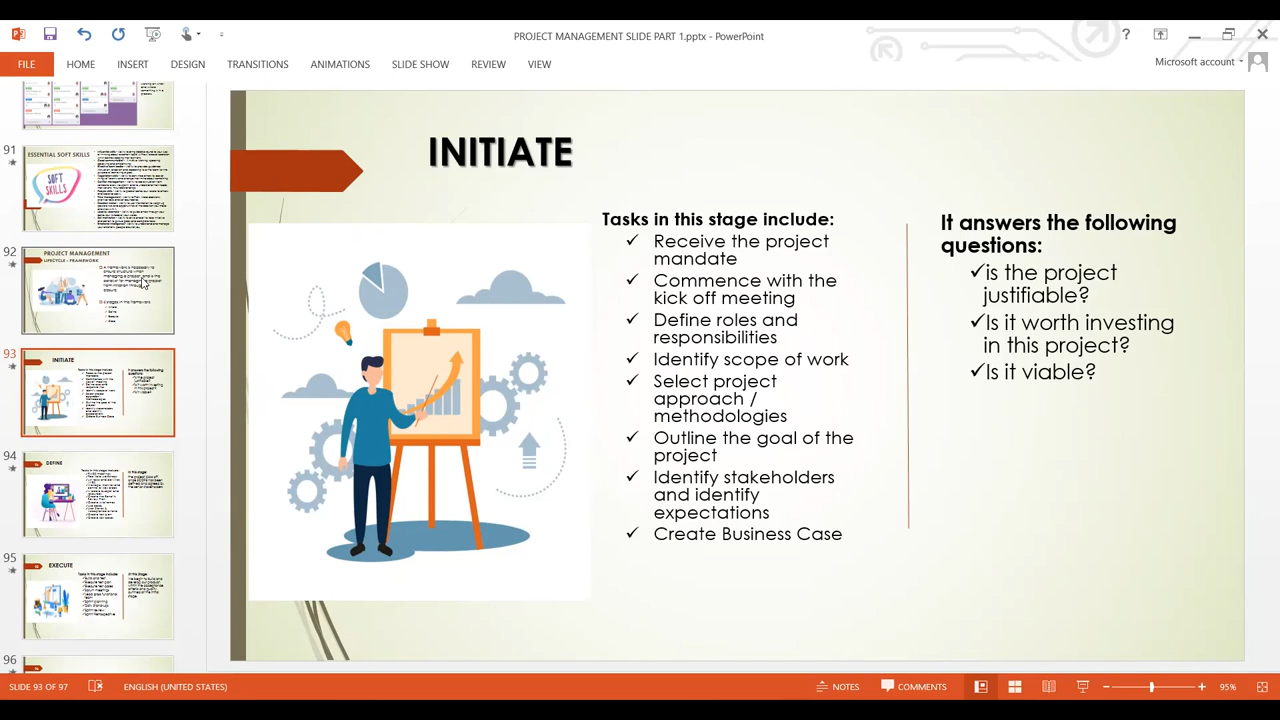 PROJECT MANAGEMENT SLIDE PART 1.pptx - PowerPoint
?
FILE HOME INSERT DESIGN TRANSITIONS ANIMATIONS SLIDE SHOW REVIEW VIEW
Microsoft account
91
ESSENTIAL SOFT SKILLS
SOFT
SKILLS
92
PROJECT MANAGEMENT
LIFECYCLE - FRAMEWORK
93
INITIATE
94
DEFINE
95
EXECUTE
96
INITIATE
Tasks in this stage include:
✓ Receive the project
mandate
✓ Commence with the
kick off meeting
✓ Define roles and
responsibilities
✓ Identify scope of work
✓ Select project
approach /
methodologies
✓ Outline the goal of the
project
✓ Identify stakeholders
and identify
expectations
✓ Create Business Case
It answers the following
questions:
✓is the project
justifiable?
✓Is it worth investing
in this project?
✓Is it viable?
SLIDE 93 OF 97 ENGLISH (UNITED STATES) NOTES COMMENTS 95%